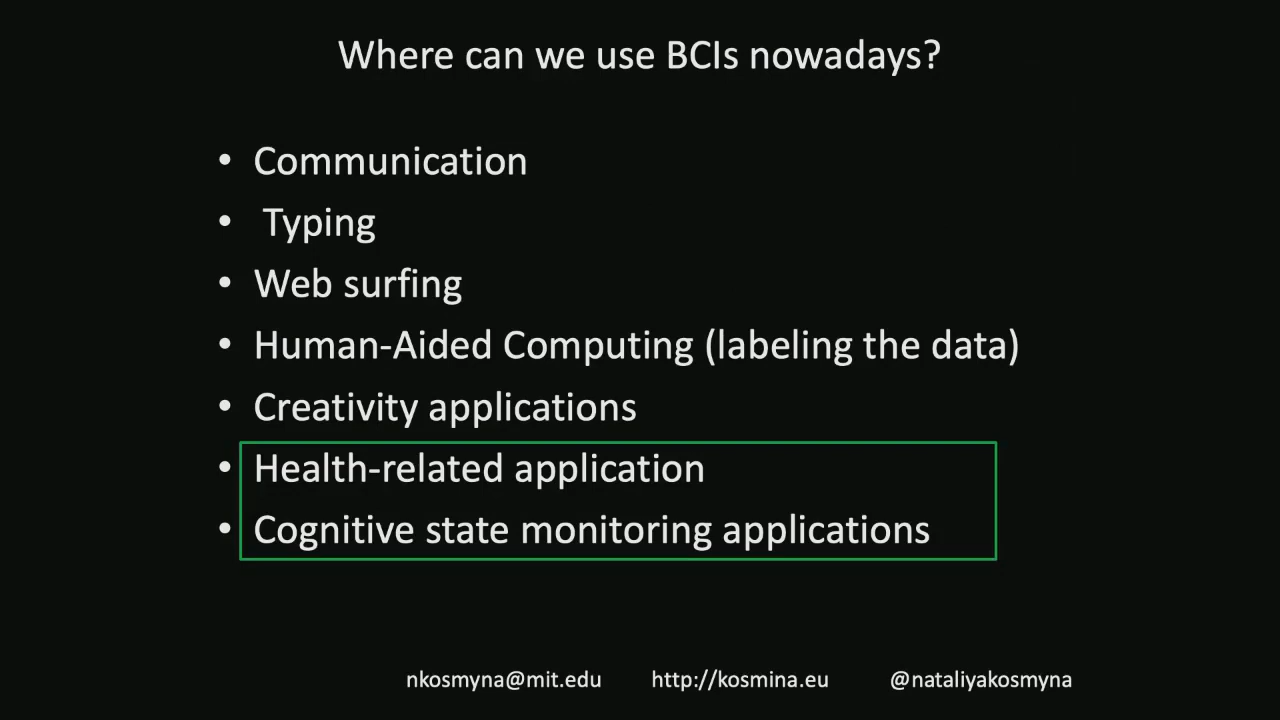 Where can we use BCIs nowadays?
• Communication
• Typing
• Web surfing
• Human-Aided Computing (labeling the data)
• Creativity applications
• Health-related application
• Cognitive state monitoring applications
nkosmyna@mit.edu http://kosmina.eu @nataliyakosmyna